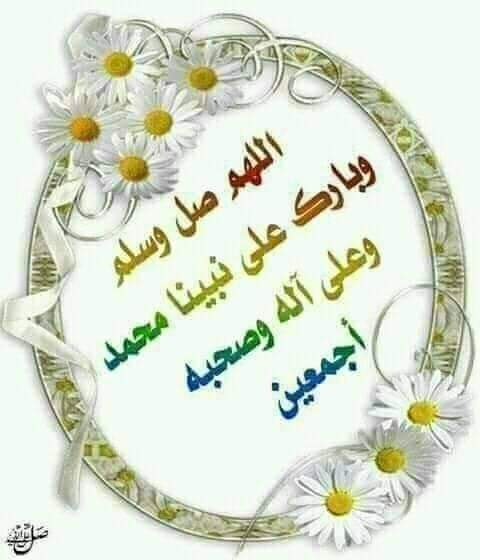 اللهم صل وسلم
وبارك على نبينا محمد
وعلى آله وصحبه
أجمعين